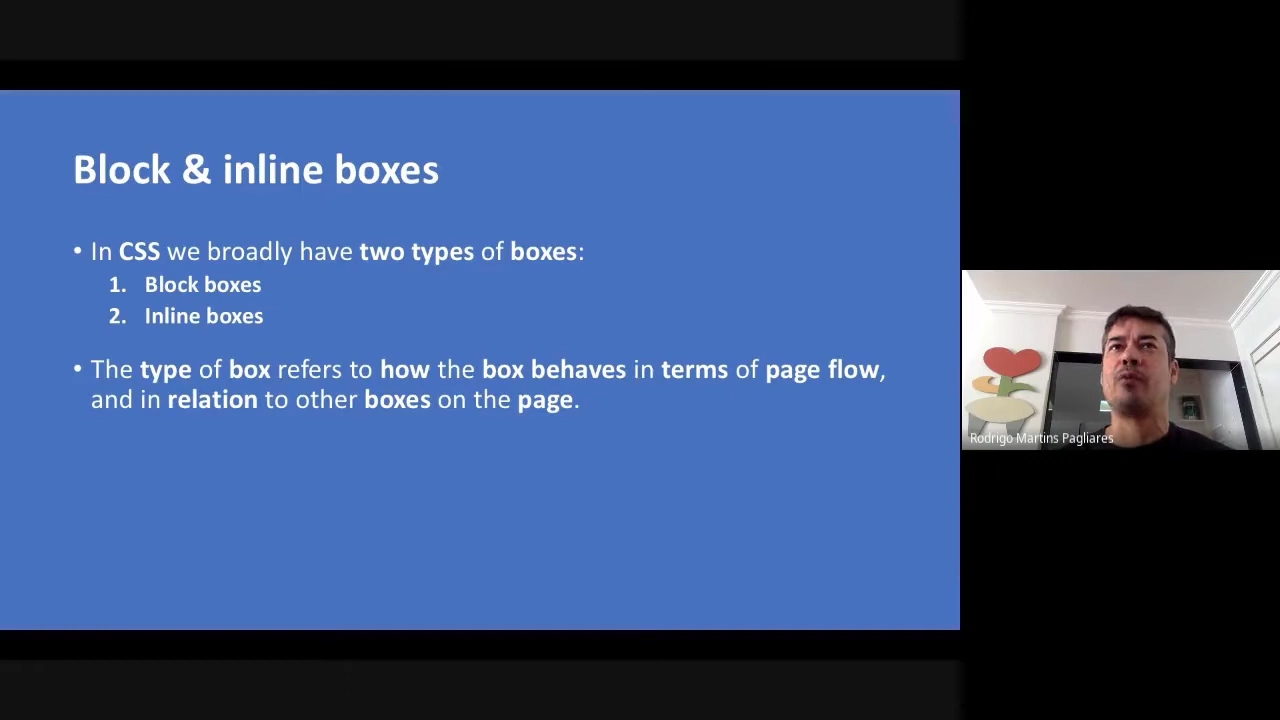 Block & inline boxes
• In CSS we broadly have two types of boxes:
1. Block boxes
2. Inline boxes
• The type of box refers to how the box behaves in terms of page flow,
and in relation to other boxes on the page.
Rodrigo Martins Pagliares